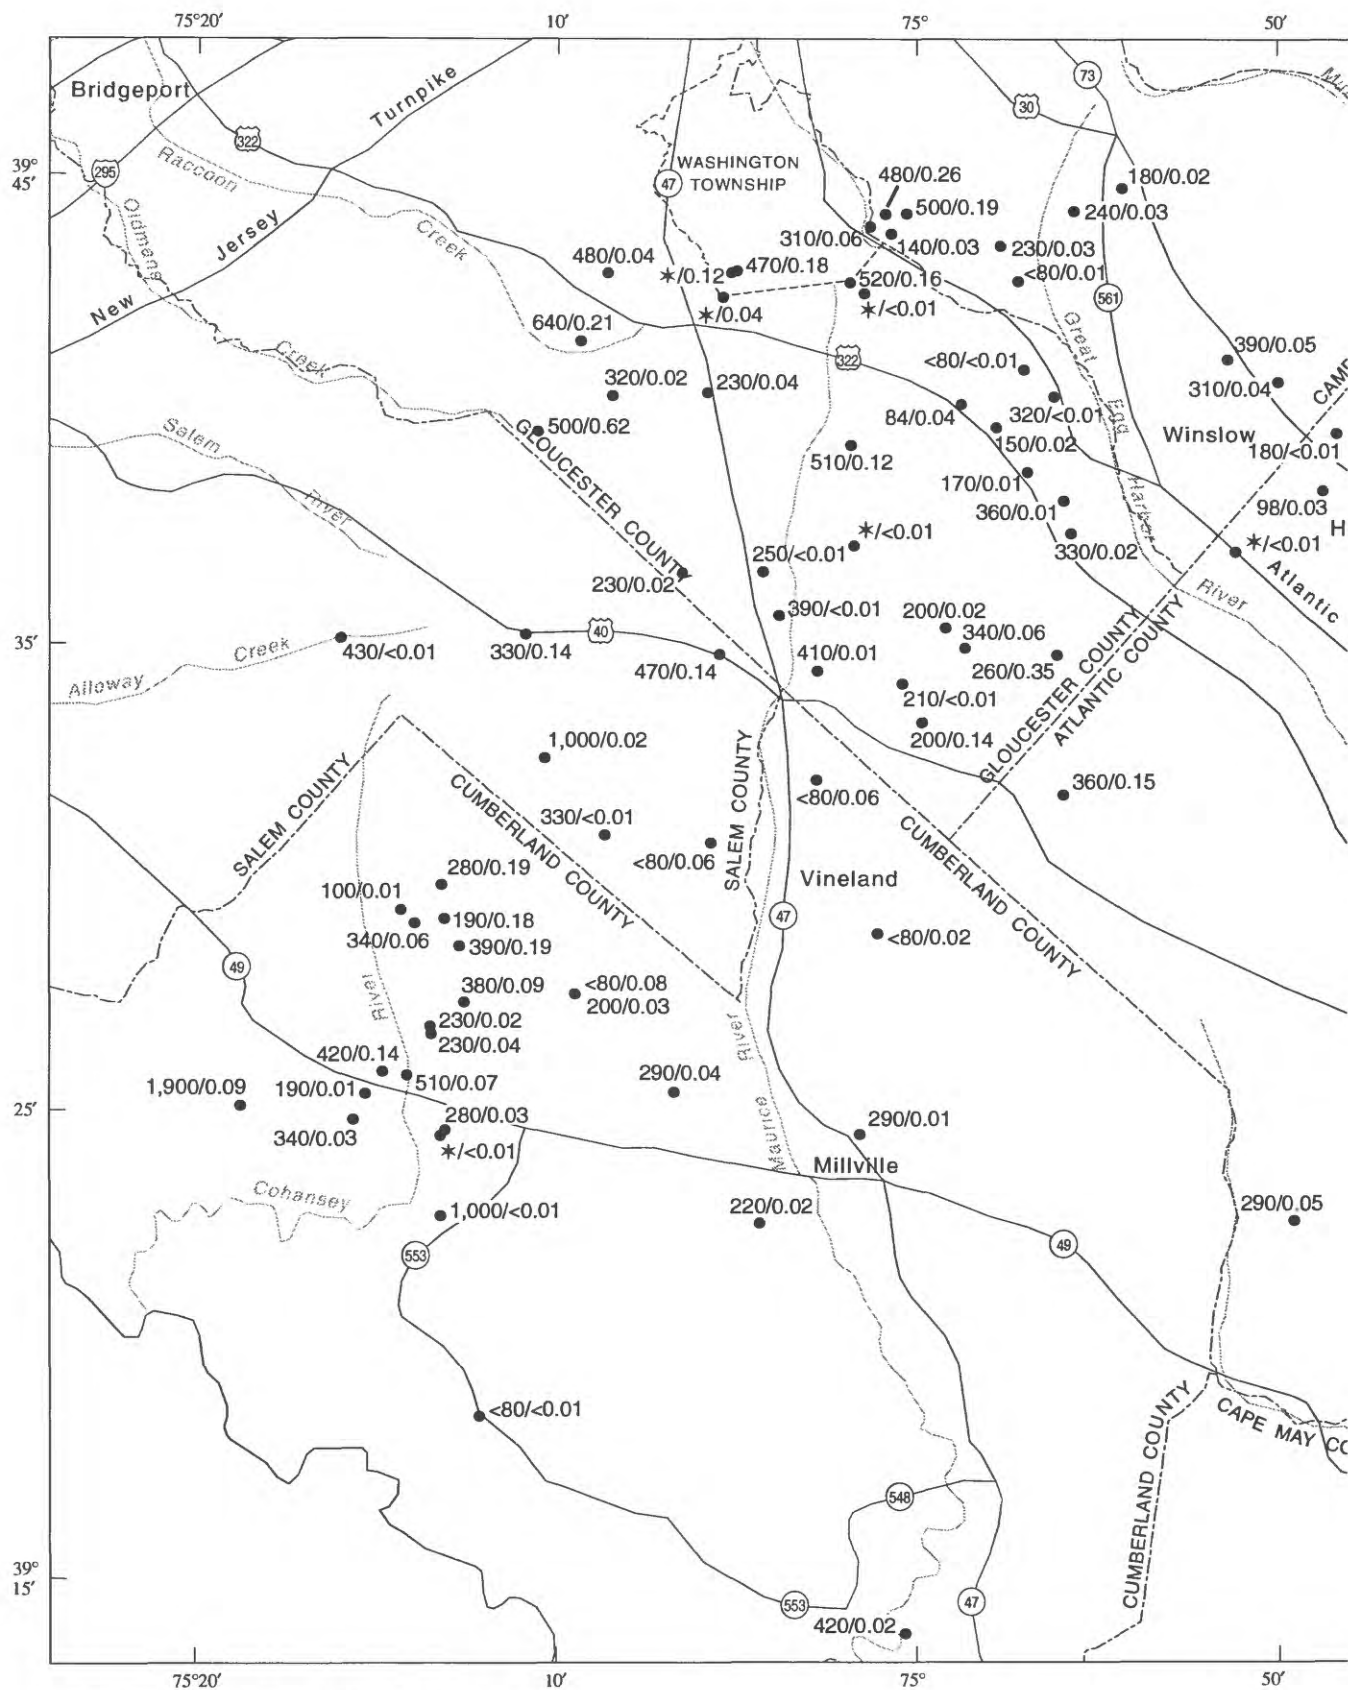 75°20′
10′
75°
50′
73
Bridgeport
Turnpike
30
322
Raccoon
39°
45′
295
WASHINGTON
TOWNSHIP
47
480/0.26
180/0.02
Oldmans
500/0.19
240/0.03
Jersey
310/0.06
140/0.03
230/0.03
Creek
480/0.04
✶/0.12
470/0.18
520/0.16
<80/0.01
New
✶/0.04
✶/<0.01
561
640/0.21
Great
Creek
322
390/0.05
<80/<0.01
320/0.02
230/0.04
310/0.04
84/0.04
320/<0.01
Egg
500/0.62
Salem
GLOUCESTER COUNTY
150/0.02
Winslow
510/0.12
180/<0.01
170/0.01
River
Harbor
360/0.01
98/0.03
H
✶/<0.01
330/0.02
✶/<0.01
250/<0.01
230/0.02
Atlantic
River
390/<0.01
200/0.02
35′
40
340/0.06
Creek
430/<0.01
330/0.14
470/0.14
410/0.01
260/0.35
Alloway
210/<0.01
GLOUCESTER COUNTY
ATLANTIC COUNTY
200/0.14
1,000/0.02
SALEM COUNTY
CUMBERLAND COUNTY
SALEM COUNTY
<80/0.06
360/0.15
330/<0.01
<80/0.06
CUMBERLAND COUNTY
280/0.19
Vineland
100/0.01
190/0.18
47
340/0.06
390/0.19
<80/0.02
49
380/0.09
<80/0.08
200/0.03
River
230/0.02
River
230/0.04
420/0.14
510/0.07
290/0.04
1,900/0.09
190/0.01
25′
280/0.03
290/0.01
340/0.03
✶/<0.01
Maurice
Millville
Cohansey
1,000/<0.01
220/0.02
290/0.05
553
49
<80/<0.01
CUMBERLAND COUNTY
CAPE MAY CO
548
39°
15′
553
47
420/0.02
75°20′
10′
75°
50′